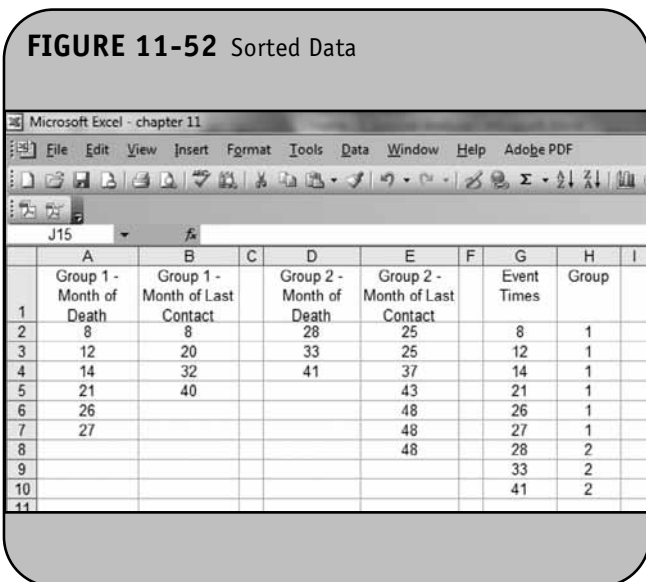 FIGURE 11-52 Sorted Data
Microsoft Excel - chapter 11
File Edit View Insert Format Tools Data Window Help Adobe PDF
J15 fx
A B C D E F G H I
1 Group 1 - Month of Death Group 1 - Month of Last Contact Group 2 - Month of Death Group 2 - Month of Last Contact Event Times Group
2 8 8 28 25 8 1
3 12 20 33 25 12 1
4 14 32 41 37 14 1
5 21 40 43 21 1
6 26 48 26 1
7 27 48 27 1
8 48 28 2
9 33 2
10 41 2
11